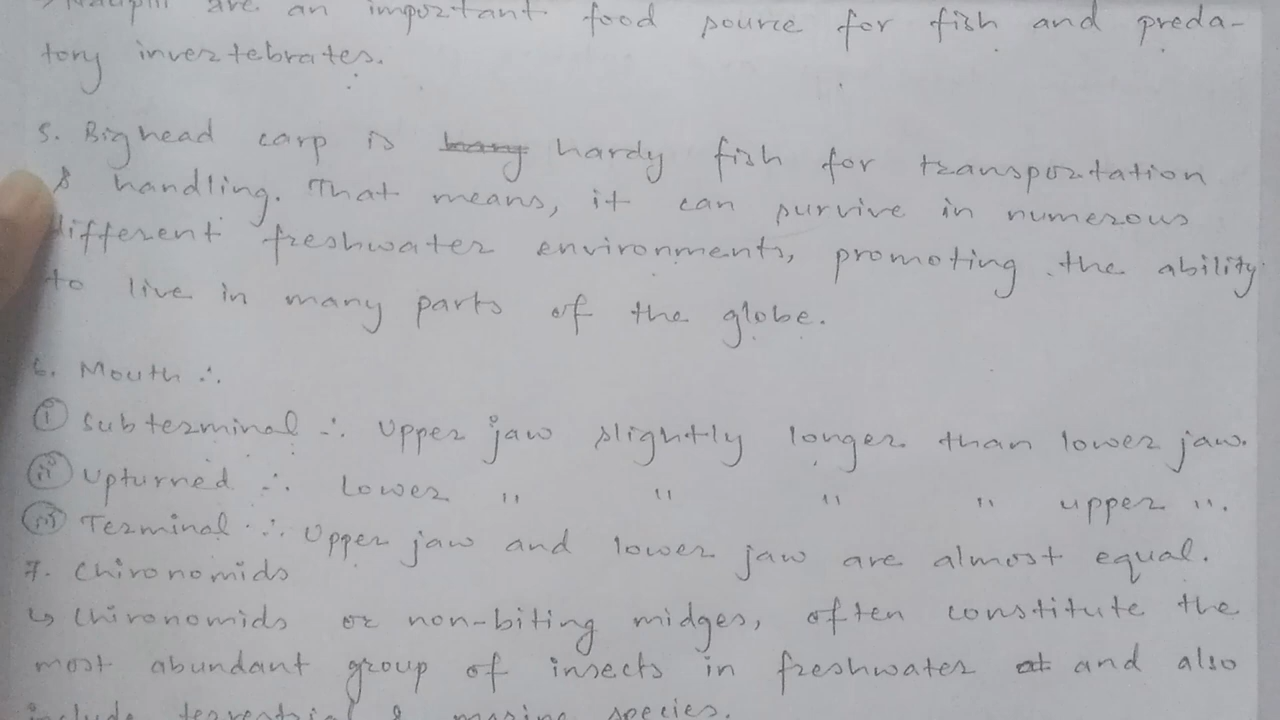 Nauplii are an important food source for fish and preda-
tory invertebrates.
5. Bighead carp is hardy fish for transportation
& handling. That means, it can survive in numerous
different freshwater environments, promoting the ability
to live in many parts of the globe.
6. Mouth ∴
(i) Subterminal ∴ Upper jaw slightly longer than lower jaw.
(ii) Upturned ∴ Lower " " " " upper ".
(iii) Terminal ∴ Upper jaw and lower jaw are almost equal.
7. Chironomids
↳ Chironomids or non-biting midges, often constitute the
most abundant group of insects in freshwater and also
include terrestrial & marine species.